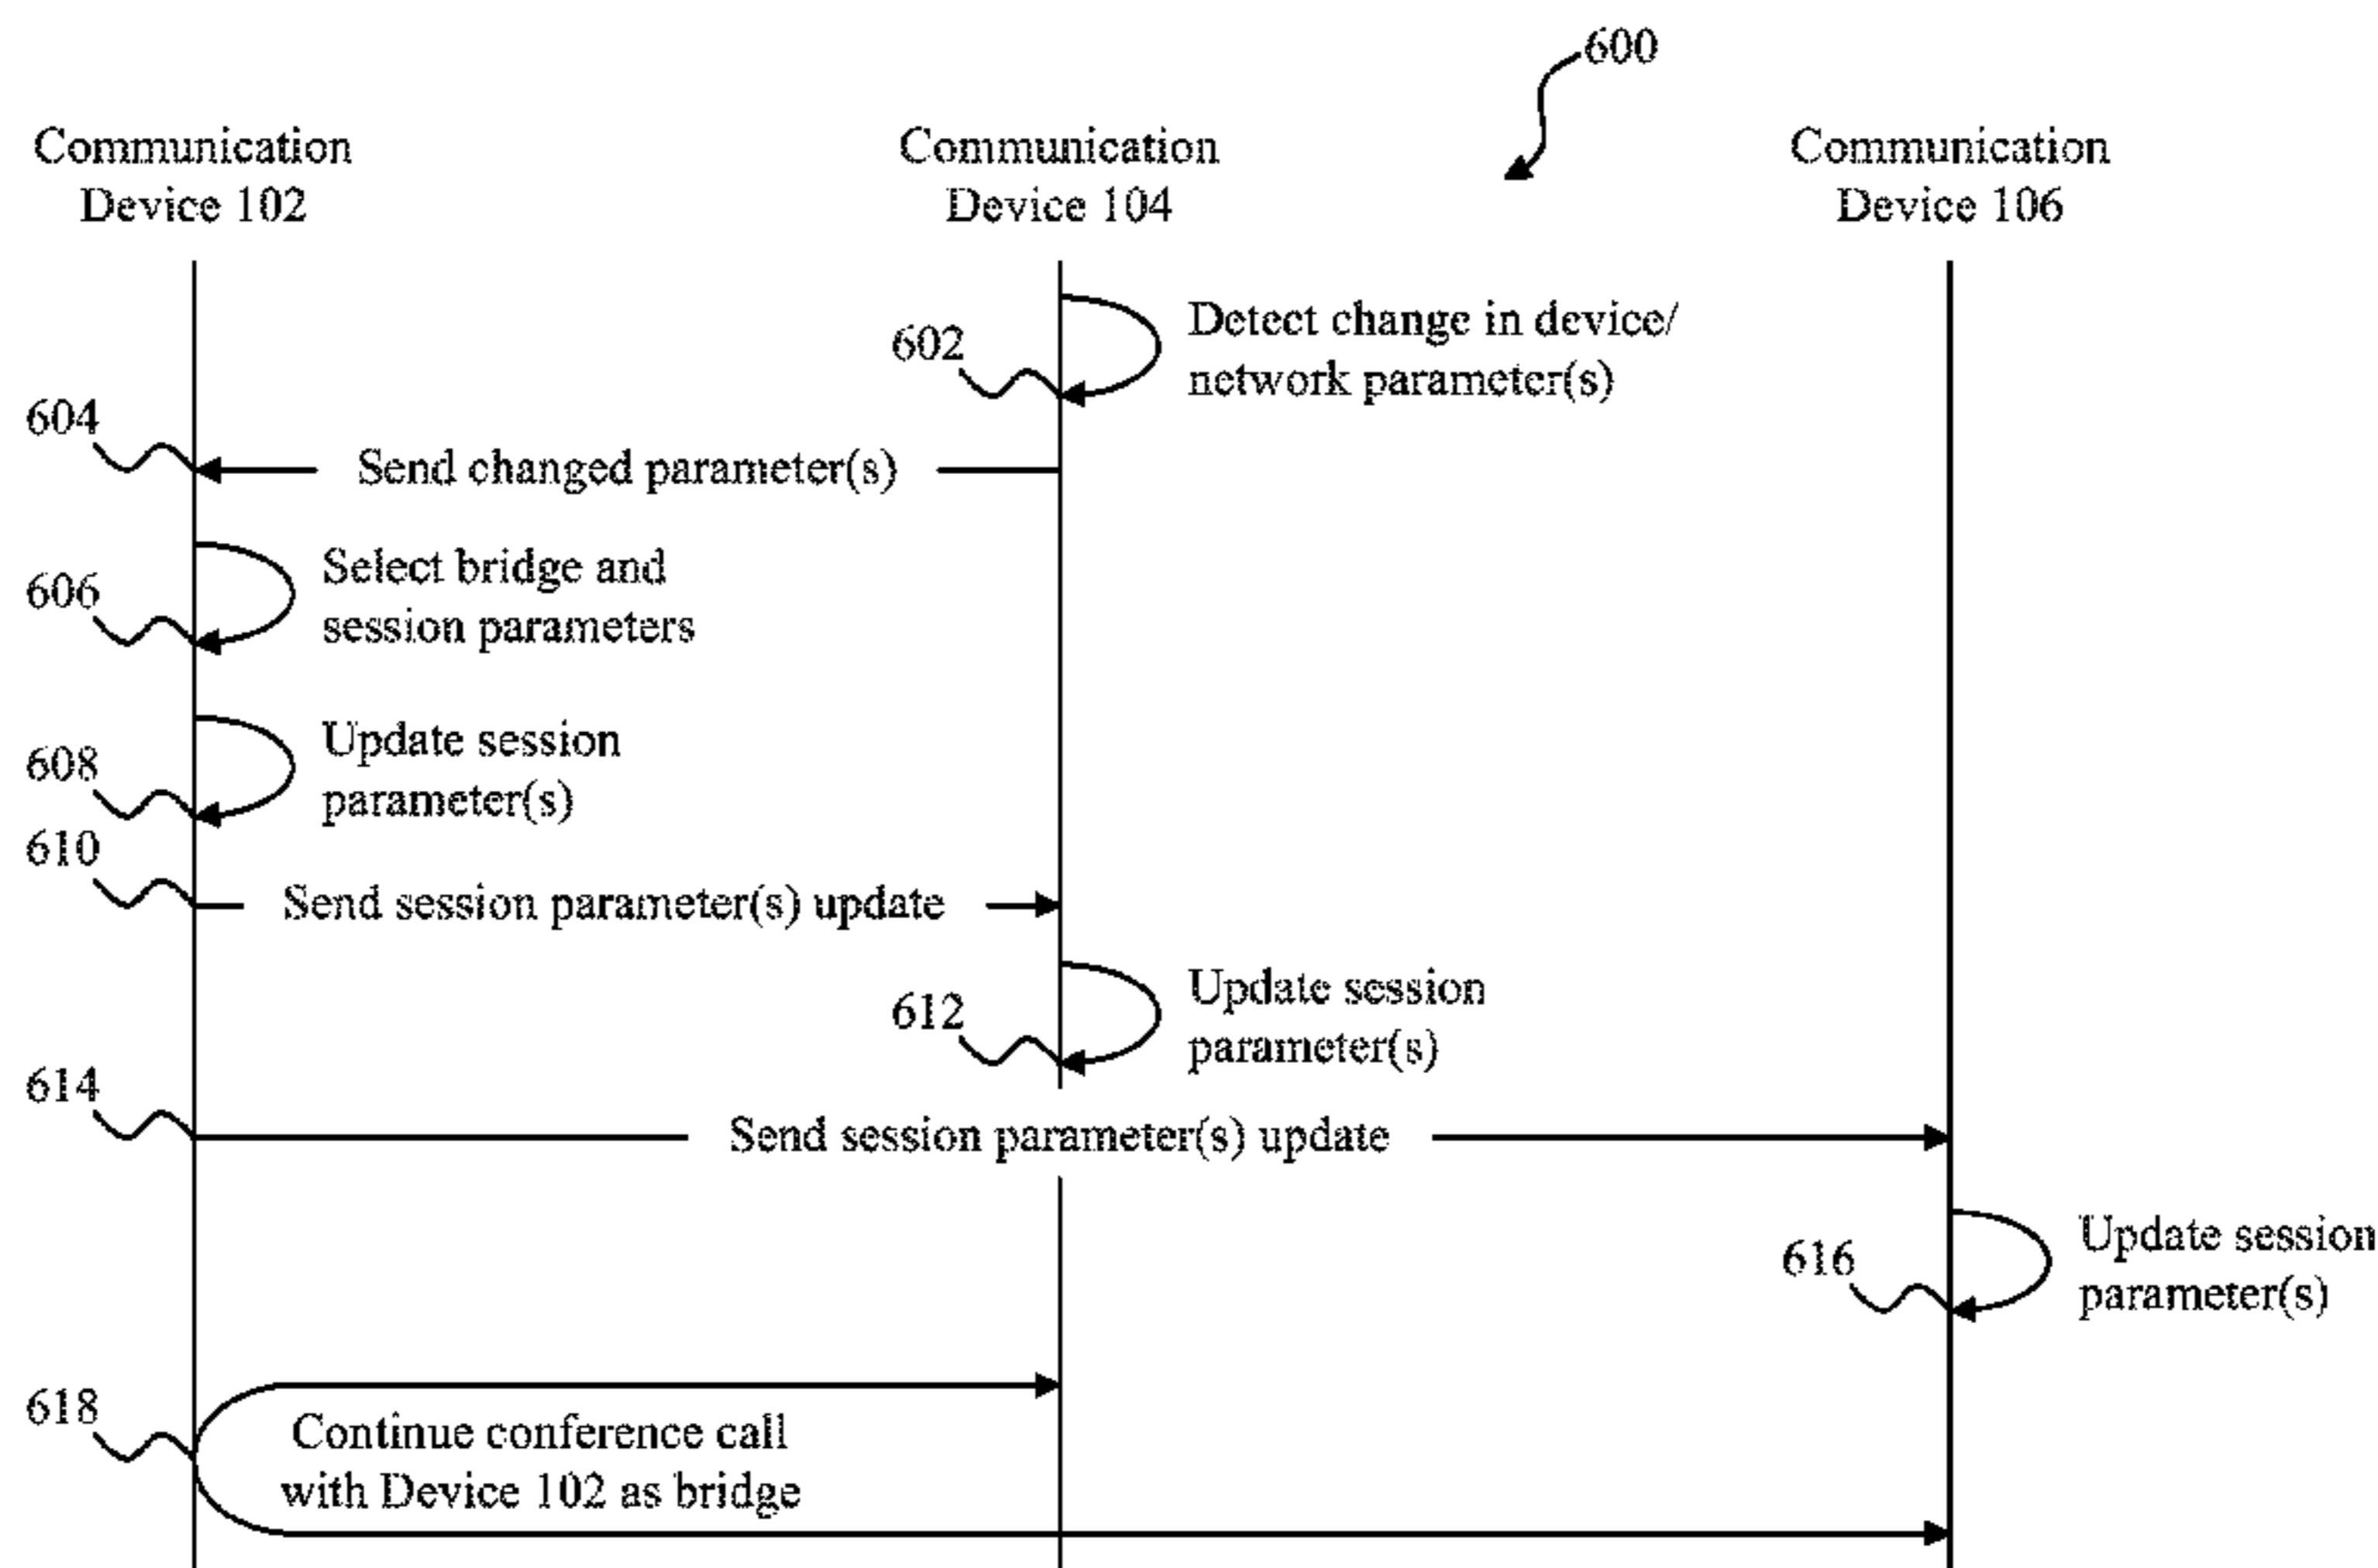 600
Communication
Device 102
Communication
Device 104
Communication
Device 106
602
Detect change in device/
network parameter(s)
604
Send changed parameter(s)
606
Select bridge and
session parameters
608
Update session
parameter(s)
610
Send session parameter(s) update
612
Update session
parameter(s)
614
Send session parameter(s) update
616
Update session
parameter(s)
618
Continue conference call
with Device 102 as bridge